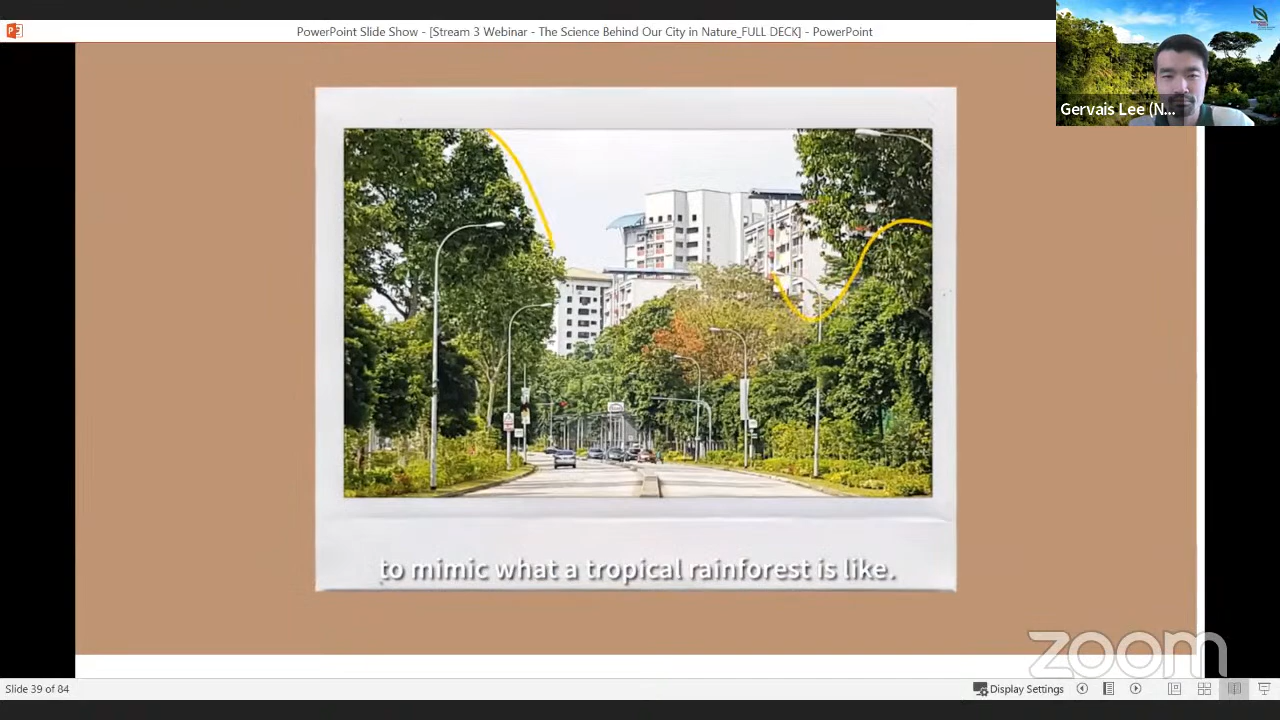 PowerPoint Slide Show - [Stream 3 Webinar - The Science Behind Our City in Nature_FULL DECK] - PowerPoint
Gervais Lee (N...
to mimic what a tropical rainforest is like.
zoom
Slide 39 of 84
Display Settings